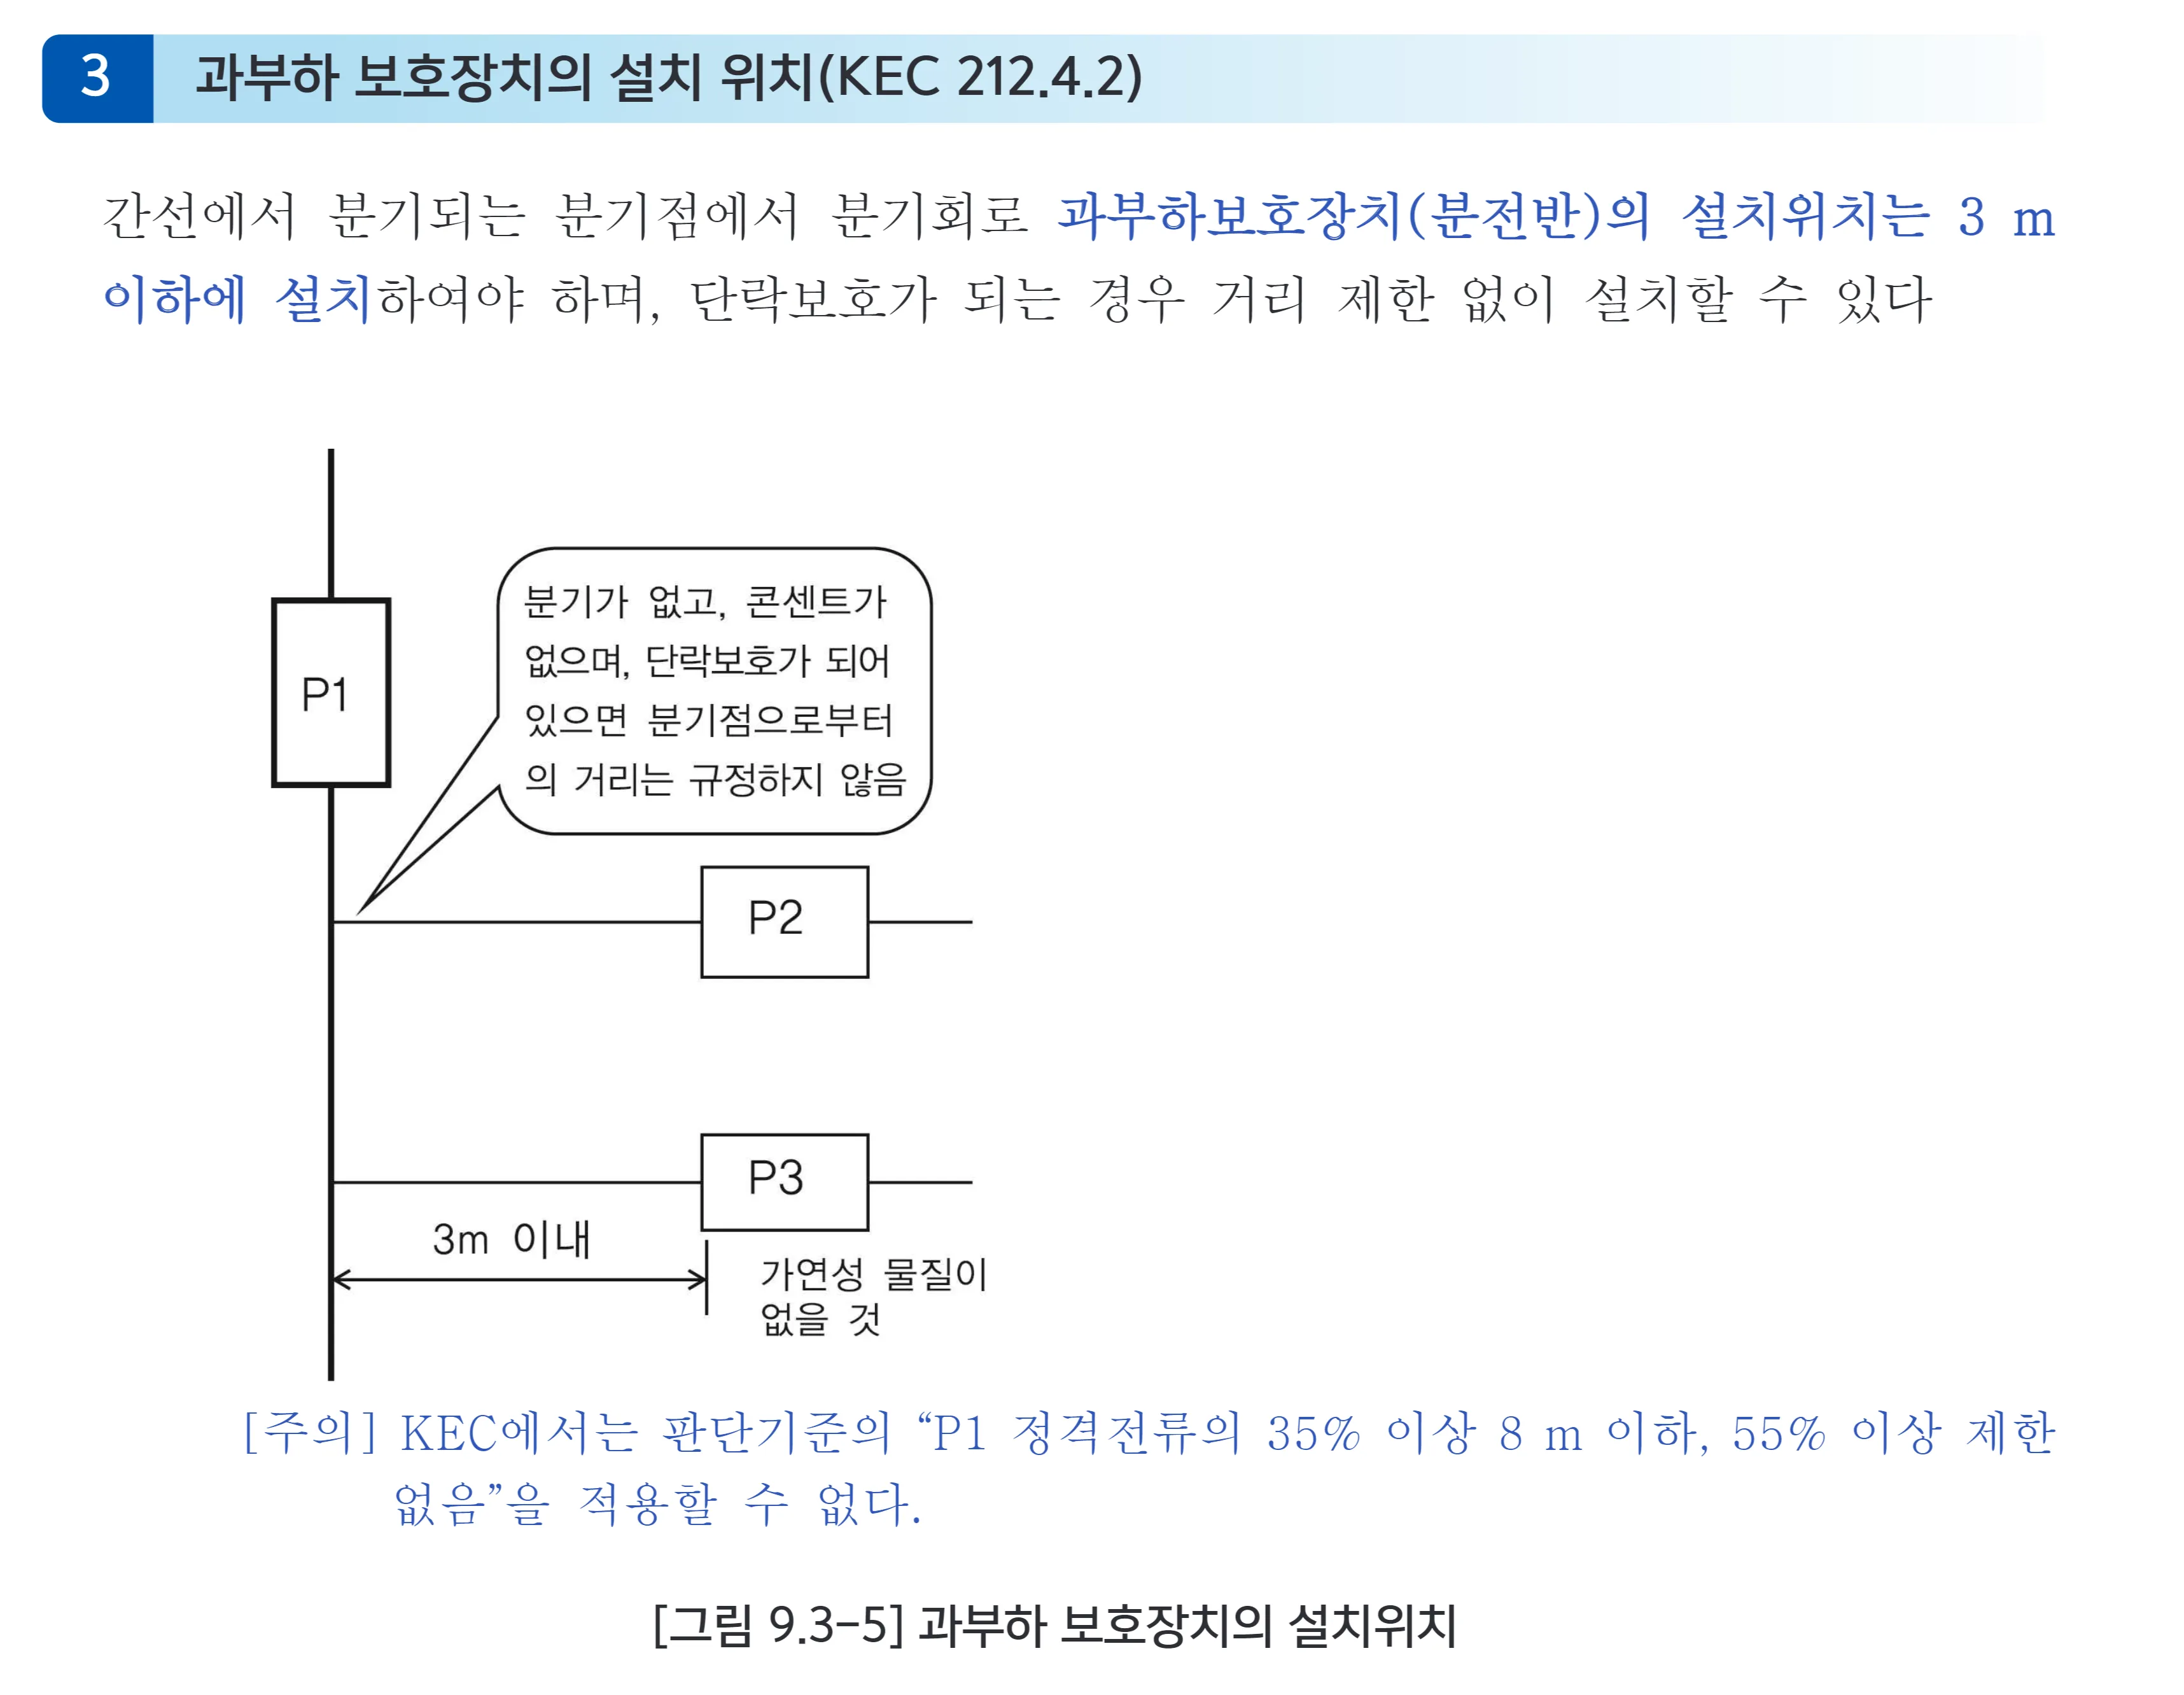 3 과부하 보호장치의 설치 위치(KEC 212.4.2)
간선에서 분기되는 분기점에서 분기회로 과부하보호장치(분전반)의 설치위치는 3 m
이하에 설치하여야 하며, 단락보호가 되는 경우 거리 제한 없이 설치할 수 있다
분기가 없고, 콘센트가
없으며, 단락보호가 되어
있으면 분기점으로부터
의 거리는 규정하지 않음
P1
P2
P3
3m 이내
가연성 물질이
없을 것
[주의] KEC에서는 판단기준의 “P1 정격전류의 35% 이상 8 m 이하, 55% 이상 제한
없음”을 적용할 수 없다.
[그림 9.3-5] 과부하 보호장치의 설치위치